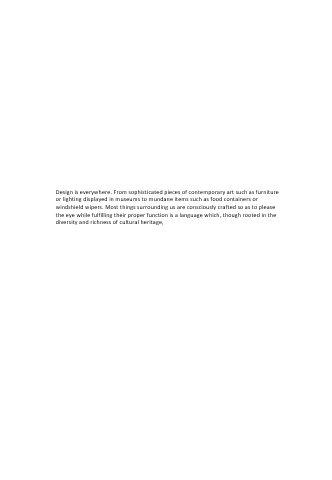 Design is everywhere. From sophisticated pieces of contemporary art such as furniture
or lighting displayed in museums to mundane items such as food containers or
windshield wipers. Most things surrounding us are consciously crafted so as to please
the eye while fulfilling their proper function is a language which, though rooted in the
diversity and richness of cultural heritage,